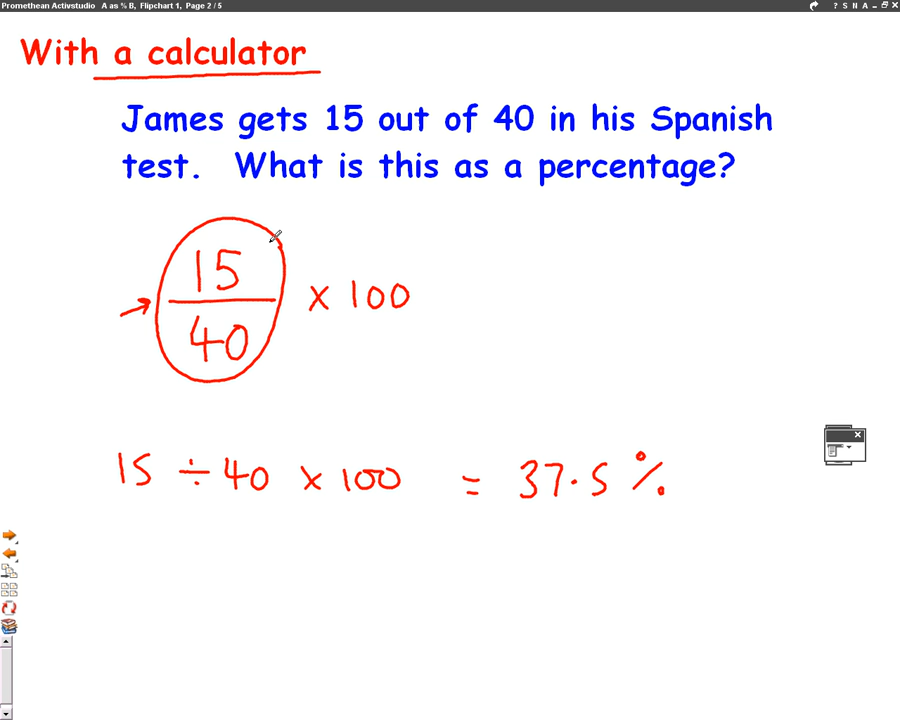 Promethean Activstudio A as % B, Flipchart 1, Page 2 / 5
? S N A
With a calculator
James gets 15 out of 40 in his Spanish
test. What is this as a percentage?
15
40
x 100
15 ÷ 40 x 100 = 37.5 %